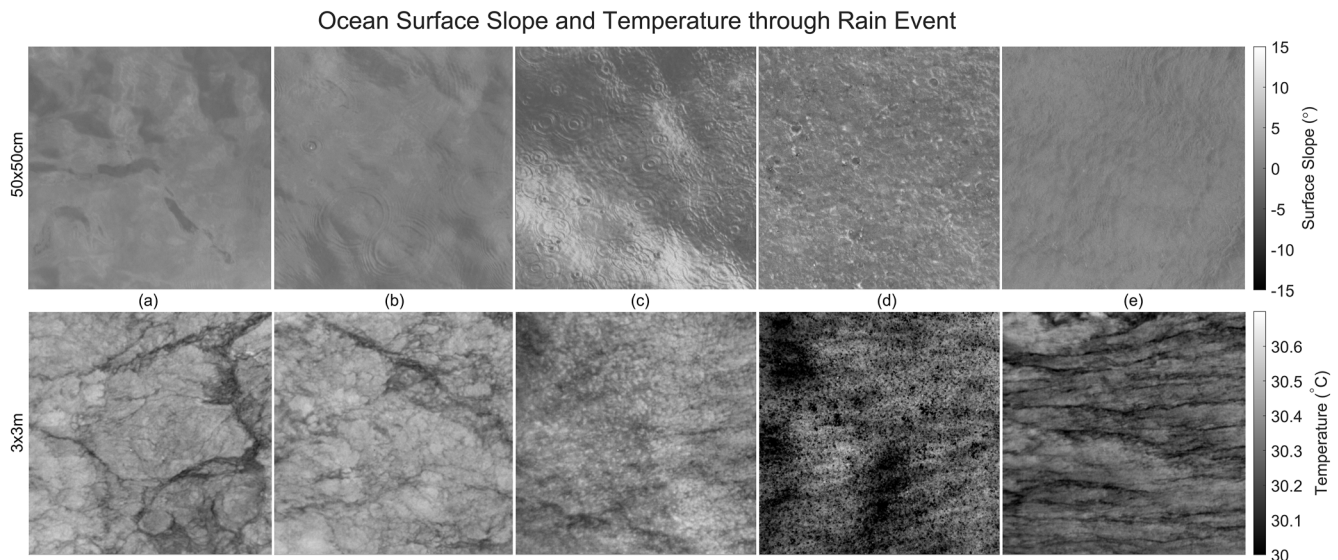 Ocean Surface Slope and Temperature through Rain Event
50x50cm
15
10
5
0
-5
-10
-15
Surface Slope (°)
(a)
(b)
(c)
(d)
(e)
3x3m
30.6
30.5
30.4
30.3
30.2
30.1
30
Temperature (°C)